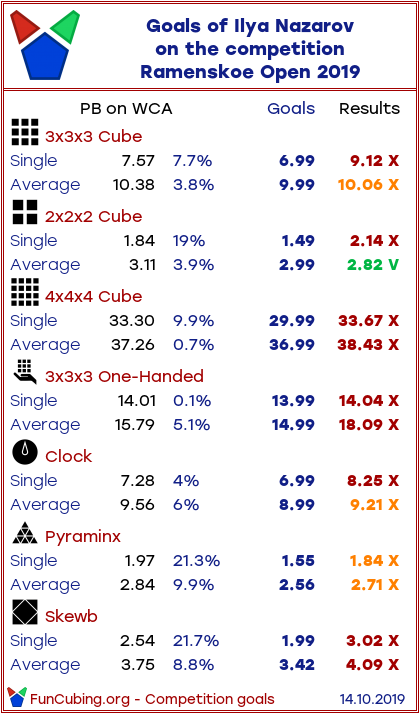 Goals of Ilya Nazarov
on the competition
Ramenskoe Open 2019
PB on WCA Goals Results
3x3x3 Cube
Single 7.57 7.7% 6.99 9.12 X
Average 10.38 3.8% 9.99 10.06 X
2x2x2 Cube
Single 1.84 19% 1.49 2.14 X
Average 3.11 3.9% 2.99 2.82 V
4x4x4 Cube
Single 33.30 9.9% 29.99 33.67 X
Average 37.26 0.7% 36.99 38.43 X
3x3x3 One-Handed
Single 14.01 0.1% 13.99 14.04 X
Average 15.79 5.1% 14.99 18.09 X
Clock
Single 7.28 4% 6.99 8.25 X
Average 9.56 6% 8.99 9.21 X
Pyraminx
Single 1.97 21.3% 1.55 1.84 X
Average 2.84 9.9% 2.56 2.71 X
Skewb
Single 2.54 21.7% 1.99 3.02 X
Average 3.75 8.8% 3.42 4.09 X
FunCubing.org - Competition goals 14.10.2019